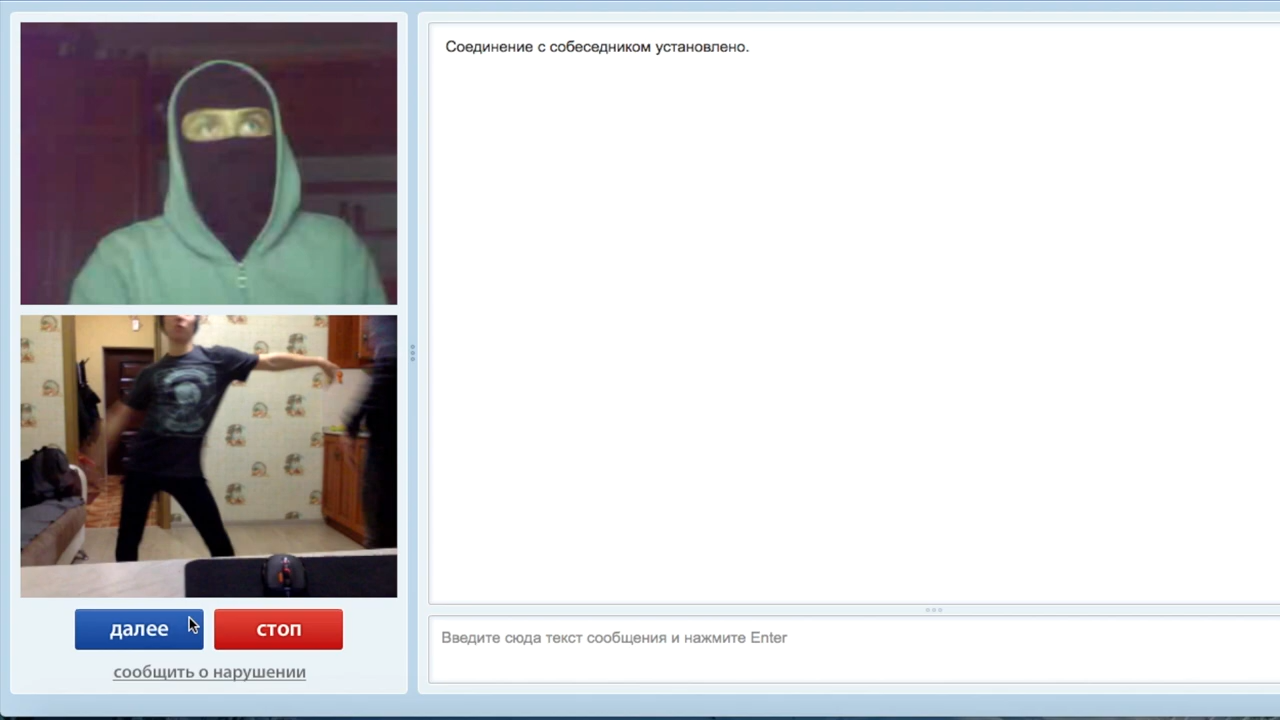 Соединение с собеседником установлено.
далее
стоп
сообщить о нарушении
Введите сюда текст сообщения и нажмите Enter